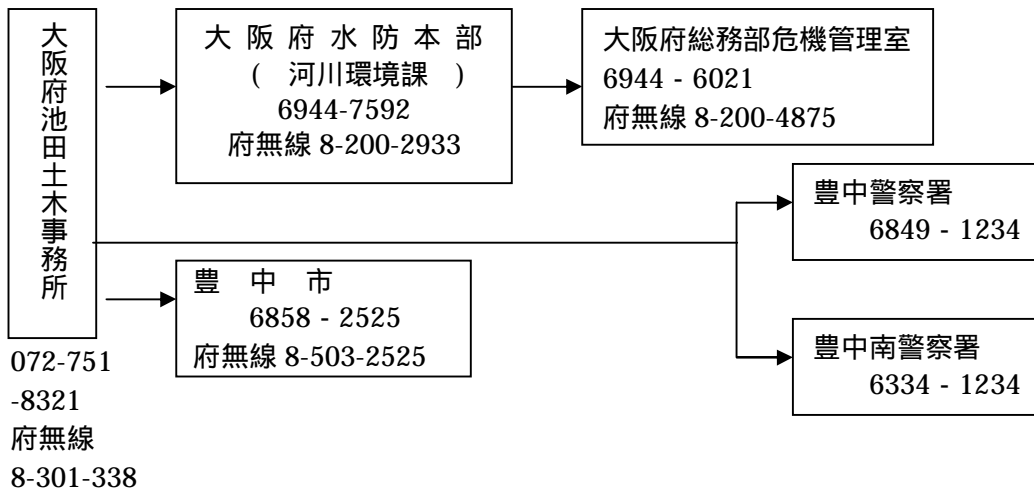 大阪府池田土木事務所
072-751
-8321
府無線
8-301-338
大阪府水防本部
( 河川環境課 )
6944-7592
府無線 8-200-2933
大阪府総務部危機管理室
6944 - 6021
府無線 8-200-4875
豊中警察署
6849 - 1234
豊中市
6858 - 2525
府無線 8-503-2525
豊中南警察署
6334 - 1234